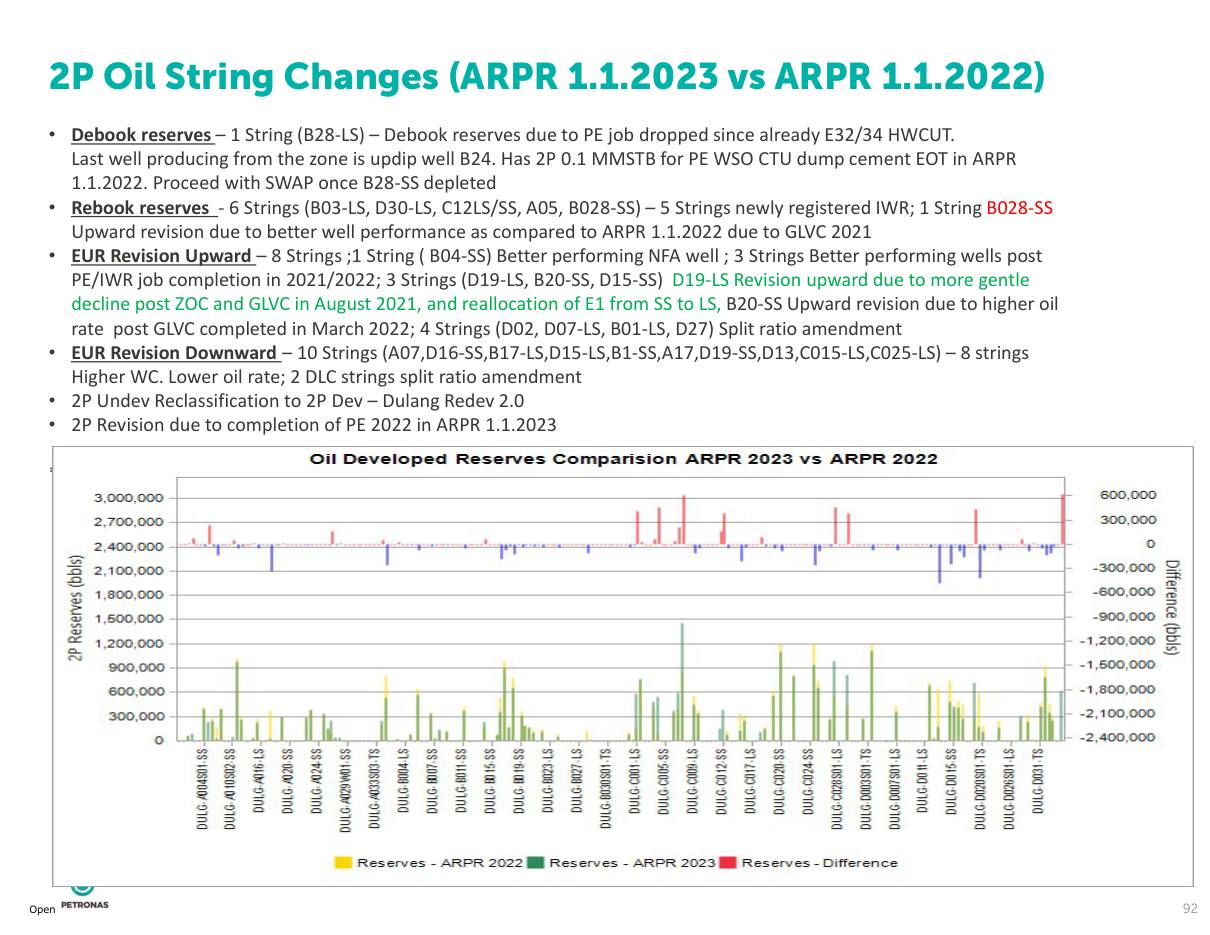 2P Oil String Changes (ARPR 1.1.2023 vs ARPR 1.1.2022)
• Debook reserves – 1 String (B28-LS) – Debook reserves due to PE job dropped since already E32/34 HWCUT.
Last well producing from the zone is updip well B24. Has 2P 0.1 MMSTB for PE WSO CTU dump cement EOT in ARPR
1.1.2022. Proceed with SWAP once B28-SS depleted
• Rebook reserves - 6 Strings (B03-LS, D30-LS, C12LS/SS, A05, B028-SS) – 5 Strings newly registered IWR; 1 String B028-SS
Upward revision due to better well performance as compared to ARPR 1.1.2022 due to GLVC 2021
• EUR Revision Upward – 8 Strings ;1 String ( B04-SS) Better performing NFA well ; 3 Strings Better performing wells post
PE/IWR job completion in 2021/2022; 3 Strings (D19-LS, B20-SS, D15-SS) D19-LS Revision upward due to more gentle
decline post ZOC and GLVC in August 2021, and reallocation of E1 from SS to LS, B20-SS Upward revision due to higher oil
rate post GLVC completed in March 2022; 4 Strings (D02, D07-LS, B01-LS, D27) Split ratio amendment
• EUR Revision Downward – 10 Strings (A07,D16-SS,B17-LS,D15-LS,B1-SS,A17,D19-SS,D13,C015-LS,C025-LS) – 8 strings
Higher WC. Lower oil rate; 2 DLC strings split ratio amendment
• 2P Undev Reclassification to 2P Dev – Dulang Redev 2.0
• 2P Revision due to completion of PE 2022 in ARPR 1.1.2023
Oil Developed Reserves Comparision ARPR 2023 vs ARPR 2022
2P Reserves (bbls)
3,000,000
2,700,000
2,400,000
2,100,000
1,800,000
1,500,000
1,200,000
900,000
600,000
300,000
0
600,000
300,000
0
-300,000
-600,000
-900,000
-1,200,000
-1,500,000
-1,800,000
-2,100,000
-2,400,000
Difference (bbls)
DULG-A004S01-SS
DULG-A010S02-SS
DULG-A016-LS
DULG-A020-SS
DULG-A024-SS
DULG-A029W01-SS
DULG-A033S03-TS
DULG-B004-LS
DULG-B007-SS
DULG-B011-SS
DULG-B015-SS
DULG-B019-SS
DULG-B023-LS
DULG-B027-LS
DULG-B030S01-TS
DULG-C001-LS
DULG-C005-SS
DULG-C009-LS
DULG-C012-SS
DULG-C017-LS
DULG-C020-SS
DULG-C024-SS
DULG-C028S01-LS
DULG-D003S01-TS
DULG-D007S01-LS
DULG-D011-LS
DULG-D015-SS
DULG-D020S01-TS
DULG-D026S01-LS
DULG-D031-TS
Reserves - ARPR 2022 Reserves - ARPR 2023 Reserves - Difference
Open PETRONAS
92